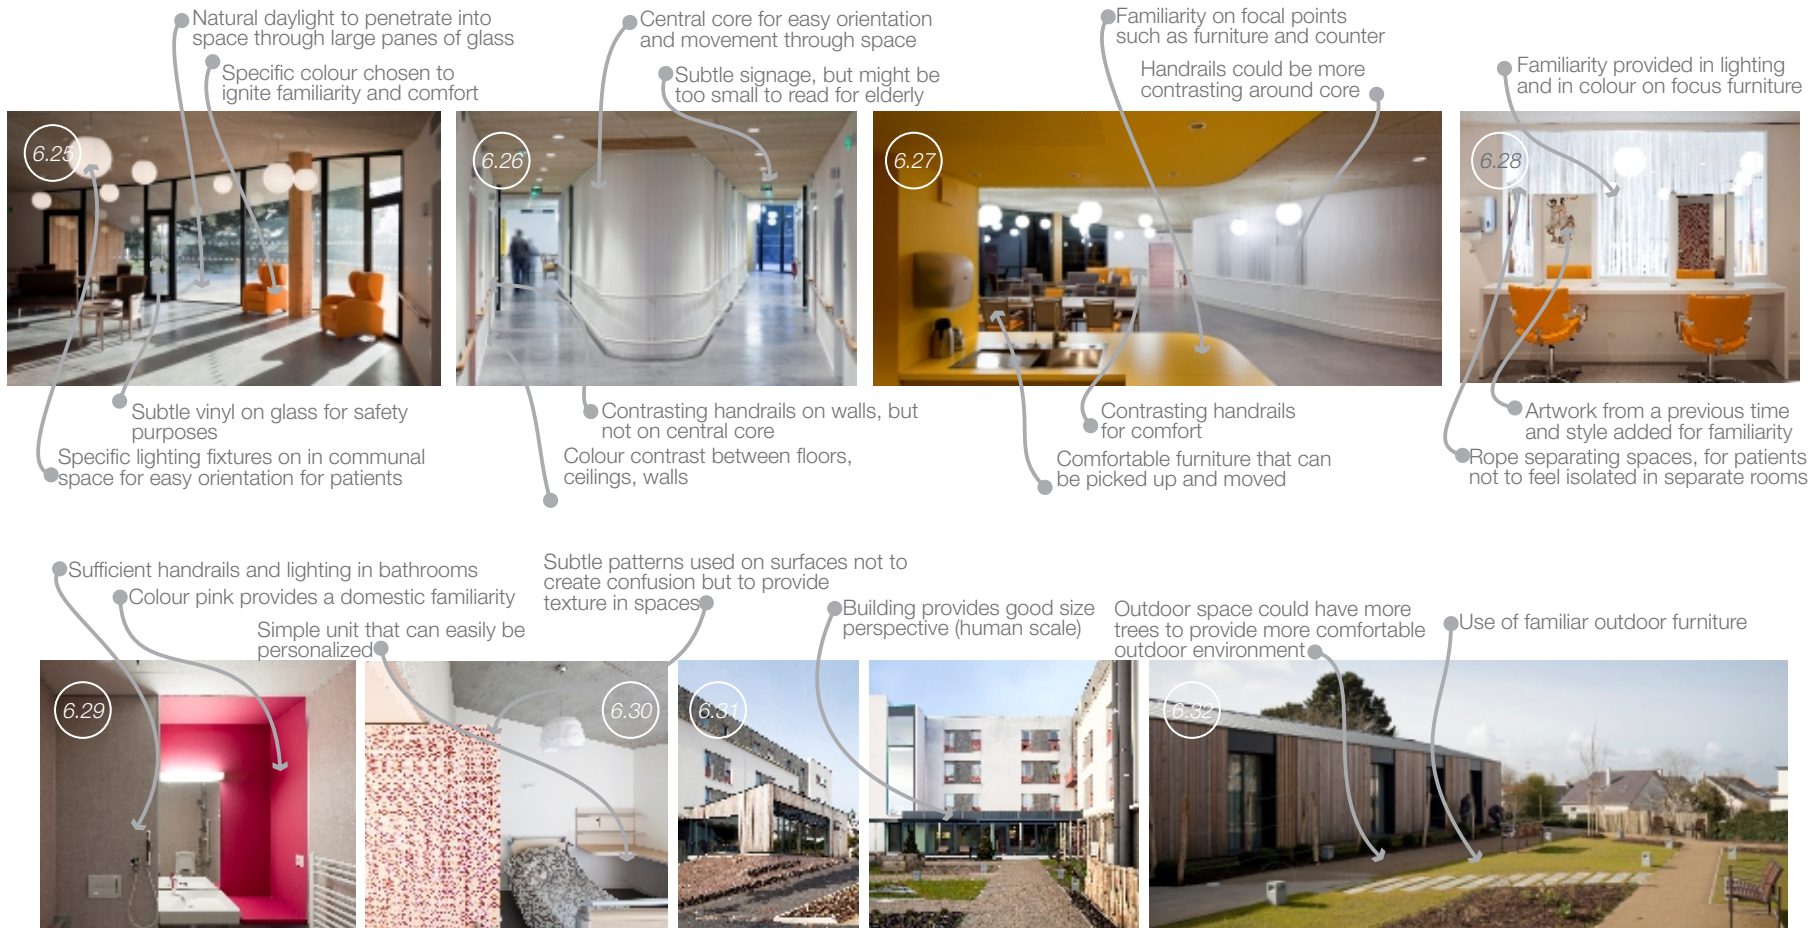 Natural daylight to penetrate into
space through large panes of glass
Specific colour chosen to
ignite familiarity and comfort
Central core for easy orientation
and movement through space
Subtle signage, but might be
too small to read for elderly
Familiarity on focal points
such as furniture and counter
Handrails could be more
contrasting around core
Familiarity provided in lighting
and in colour on focus furniture
6.25
6.26
6.27
6.28
Subtle vinyl on glass for safety
purposes
Specific lighting fixtures on in communal
space for easy orientation for patients
Contrasting handrails on walls, but
not on central core
Colour contrast between floors,
ceilings, walls
Contrasting handrails
for comfort
Comfortable furniture that can
be picked up and moved
Artwork from a previous time
and style added for familiarity
Rope separating spaces, for patients
not to feel isolated in separate rooms
Sufficient handrails and lighting in bathrooms
Colour pink provides a domestic familiarity
Simple unit that can easily be
personalized
Subtle patterns used on surfaces not to
create confusion but to provide
texture in spaces
Building provides good size
perspective (human scale)
Outdoor space could have more
trees to provide more comfortable
outdoor environment
Use of familiar outdoor furniture
6.29
6.30
6.31
6.32